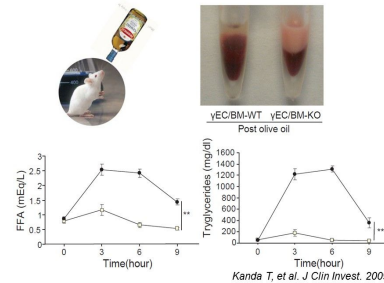 γEC/BM-WT γEC/BM-KO
Post olive oil
FFA (mEq/L)
3
2.5
2
1.5
1
0.5
0
0 3 6 9
Time(hour)
**
Tryglycerides (mg/dl)
1600
1400
1200
1000
800
600
400
200
0
0 3 6 9
Time(hour)
**
Kanda T, et al. J Clin Invest.